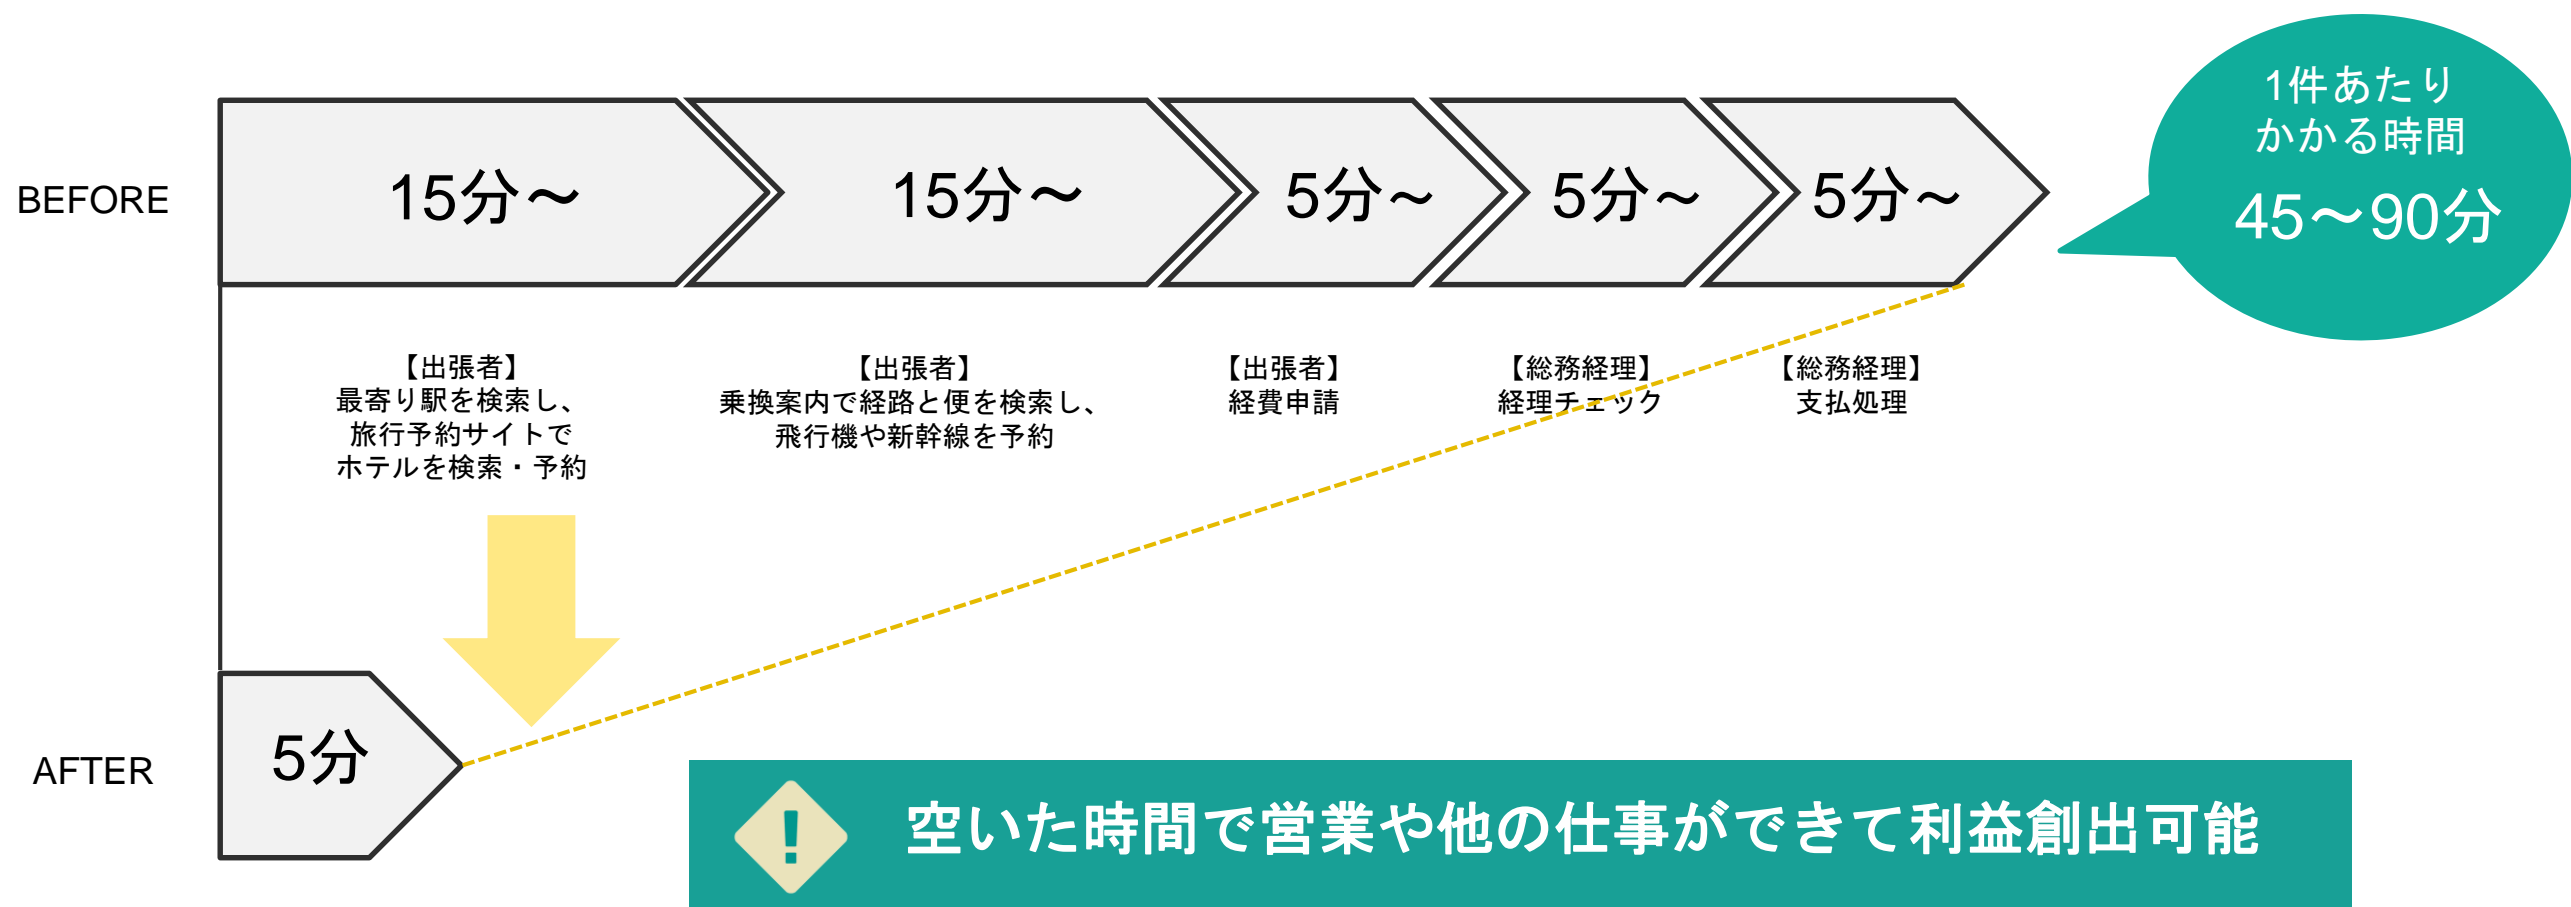 BEFORE
15分～
15分～
5分～
5分～
5分～
1件あたり
かかる時間
45～90分
【出張者】
最寄り駅を検索し、
旅行予約サイトで
ホテルを検索・予約
【出張者】
乗換案内で経路と便を検索し、
飛行機や新幹線を予約
【出張者】
経費申請
【総務経理】
経理チェック
【総務経理】
支払処理
AFTER
5分
!
空いた時間で営業や他の仕事ができて利益創出可能